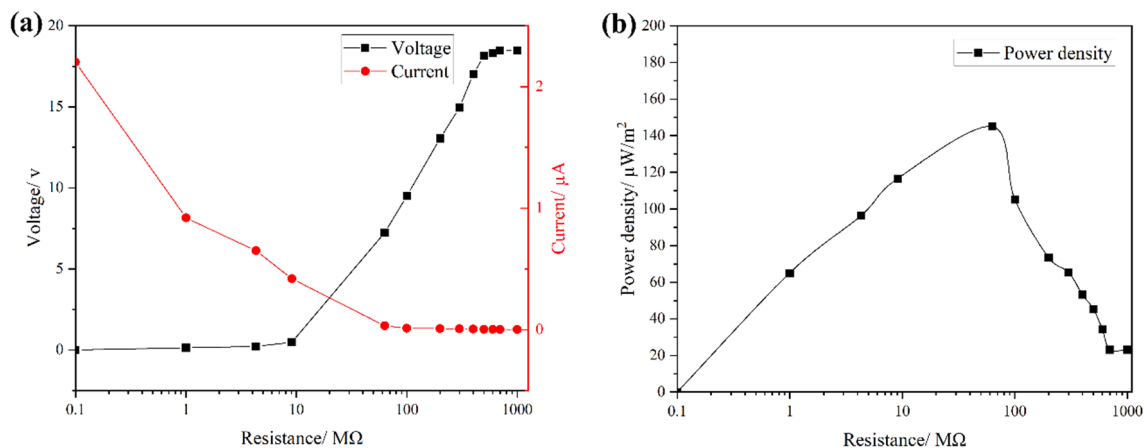 (a)
20
15
10
5
0
Voltage/ v
Voltage
Current
2
1
0
Current/ μA
0.1 1 10 100 1000
Resistance/ MΩ
(b)
200
180
160
140
120
100
80
60
40
20
0
Power density/ μW/m²
Power density
0.1 1 10 100 1000
Resistance/ MΩ